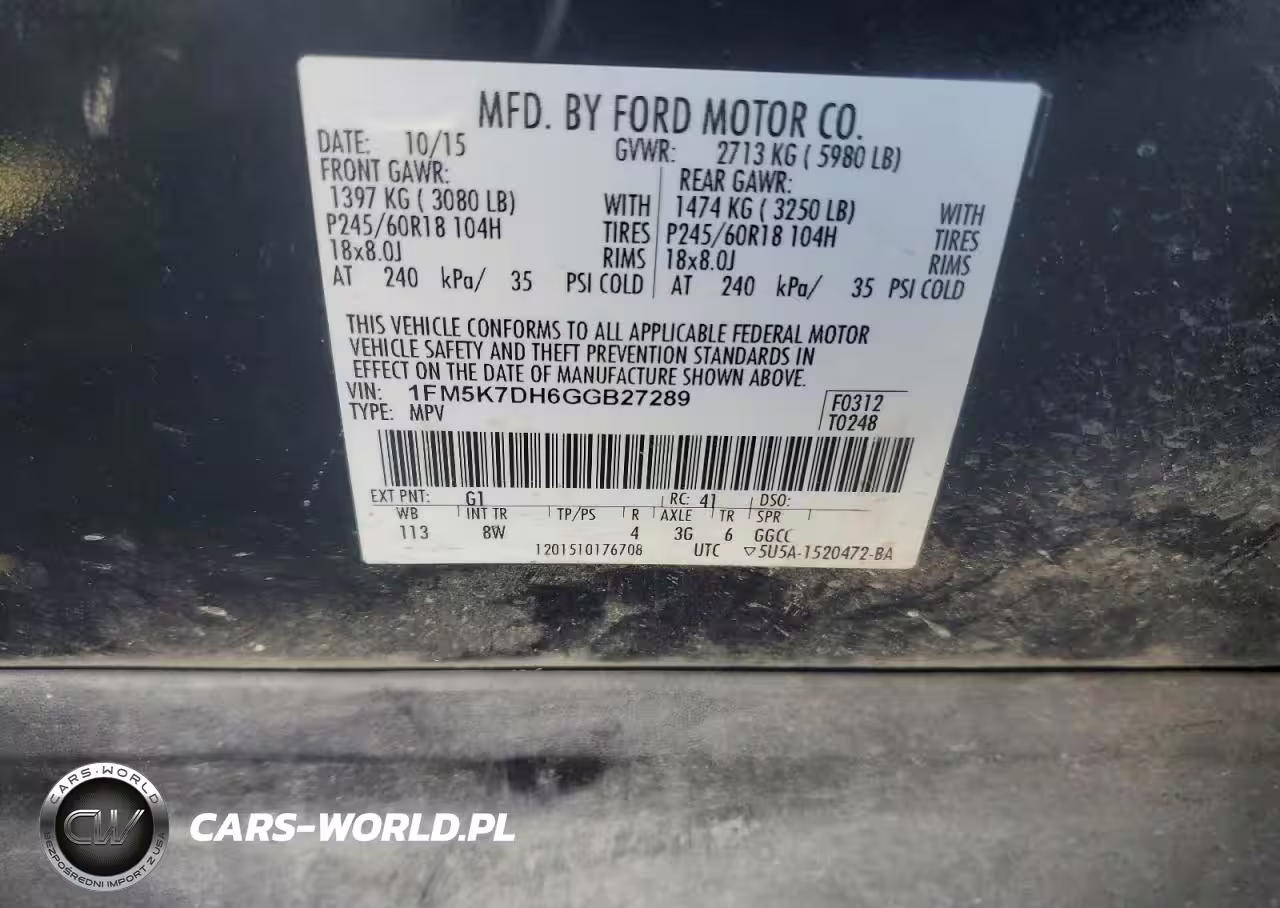 MFD. BY FORD MOTOR CO.
DATE: 10/15 GVWR: 2713 KG ( 5980 LB)
FRONT GAWR: REAR GAWR:
1397 KG ( 3080 LB) WITH 1474 KG ( 3250 LB) WITH
P245/60R18 104H TIRES P245/60R18 104H TIRES
18x8.0J RIMS 18x8.0J RIMS
AT 240 kPa/ 35 PSI COLD AT 240 kPa/ 35 PSI COLD
THIS VEHICLE CONFORMS TO ALL APPLICABLE FEDERAL MOTOR
VEHICLE SAFETY AND THEFT PREVENTION STANDARDS IN
EFFECT ON THE DATE OF MANUFACTURE SHOWN ABOVE.
VIN: 1FM5K7DH6GGB27289 F0312
TYPE: MPV T0248
EXT PNT: G1 RC: 41 DSO:
WB INT TR TP/PS R AXLE TR SPR
113 8W 4 3G 6 GGCC
1201510176708 UTC ▽5U5A-1520472-BA
CARS-WORLD
CW
BEZPOŚREDNI IMPORT Z USA
CARS-WORLD.PL